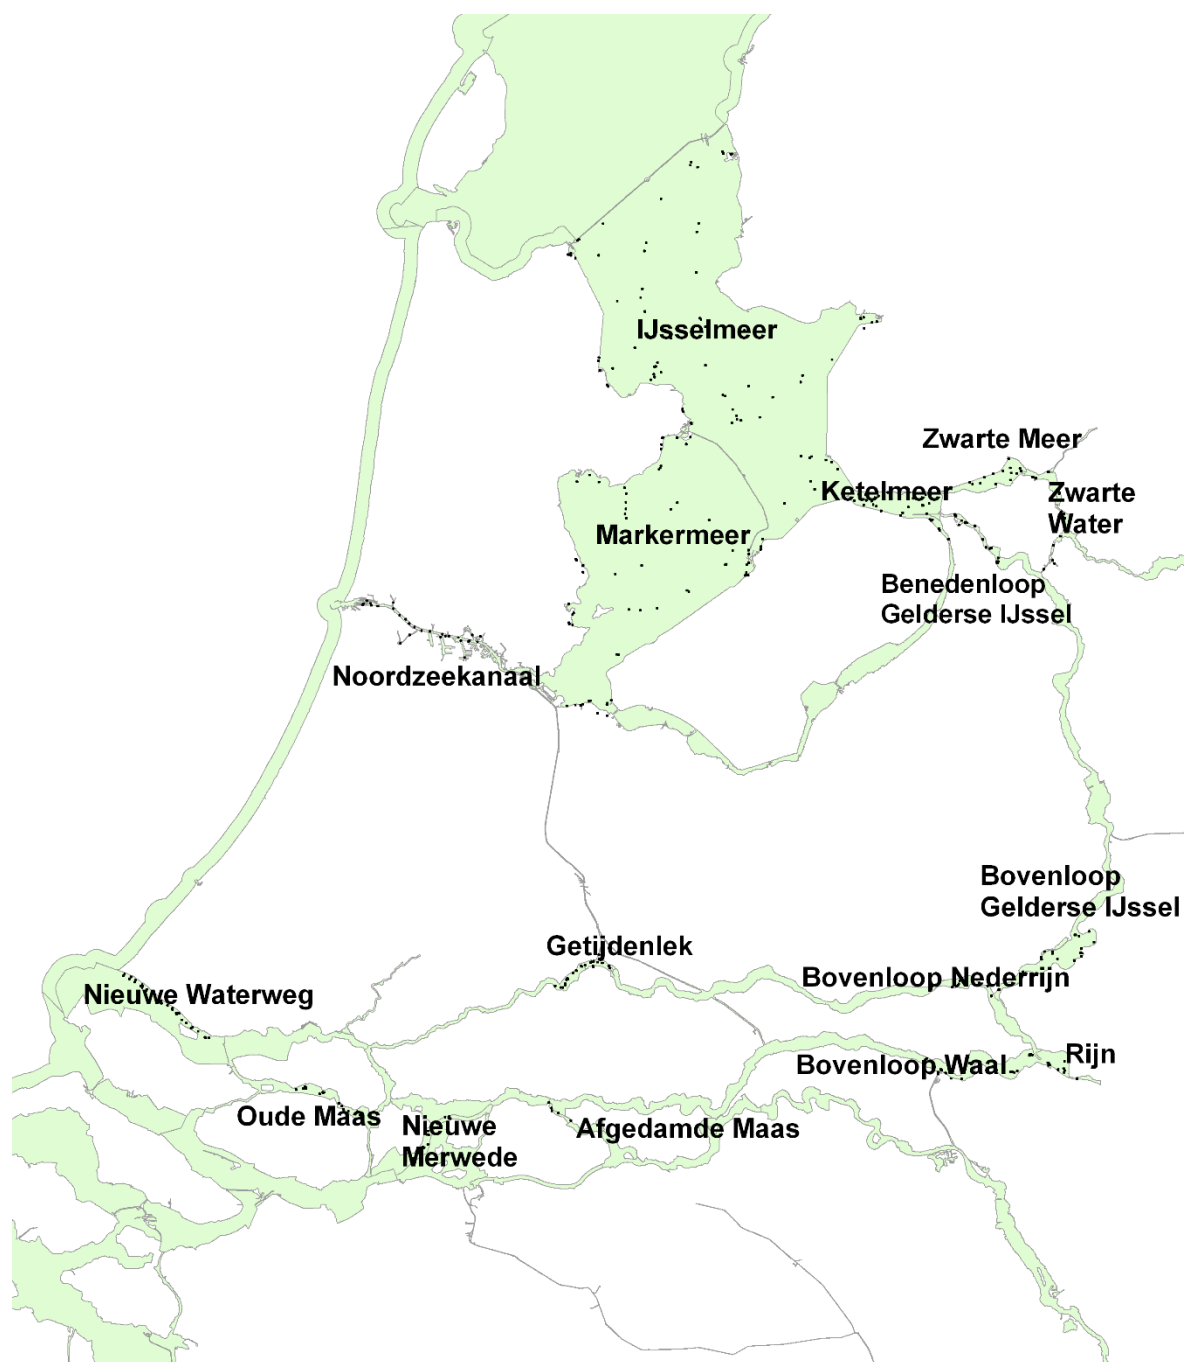 IJsselmeer
Zwarte Meer
Ketelmeer
Zwarte
Water
Markermeer
Benedenloop
Gelderse IJssel
Noordzeekanaal
Bovenloop
Gelderse IJssel
Getijdenlek
Bovenloop Nederrijn
Nieuwe Waterweg
Rijn
Bovenloop Waal
Oude Maas
Nieuwe
Merwede
Afgedamde Maas